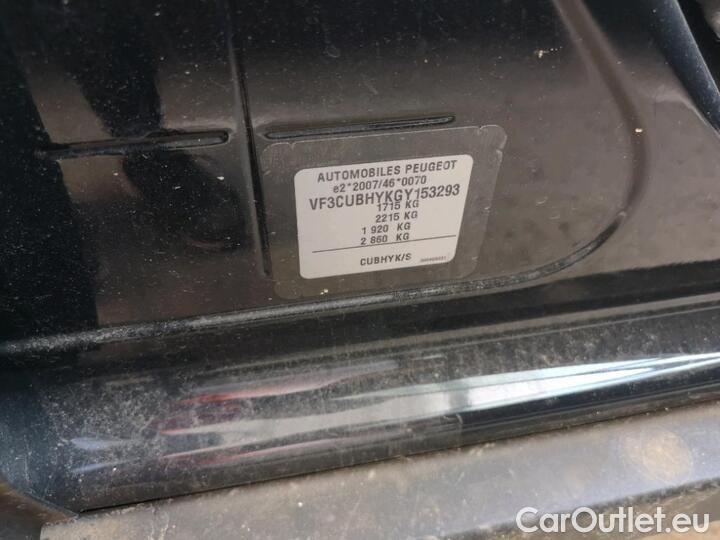 AUTOMOBILES PEUGEOT
e2*2007/46*0070
VF3CUBHYKGY153293
1715 KG
2215 KG
1 920 KG
2 860 KG
CUBHYK/S
CarOutlet.eu